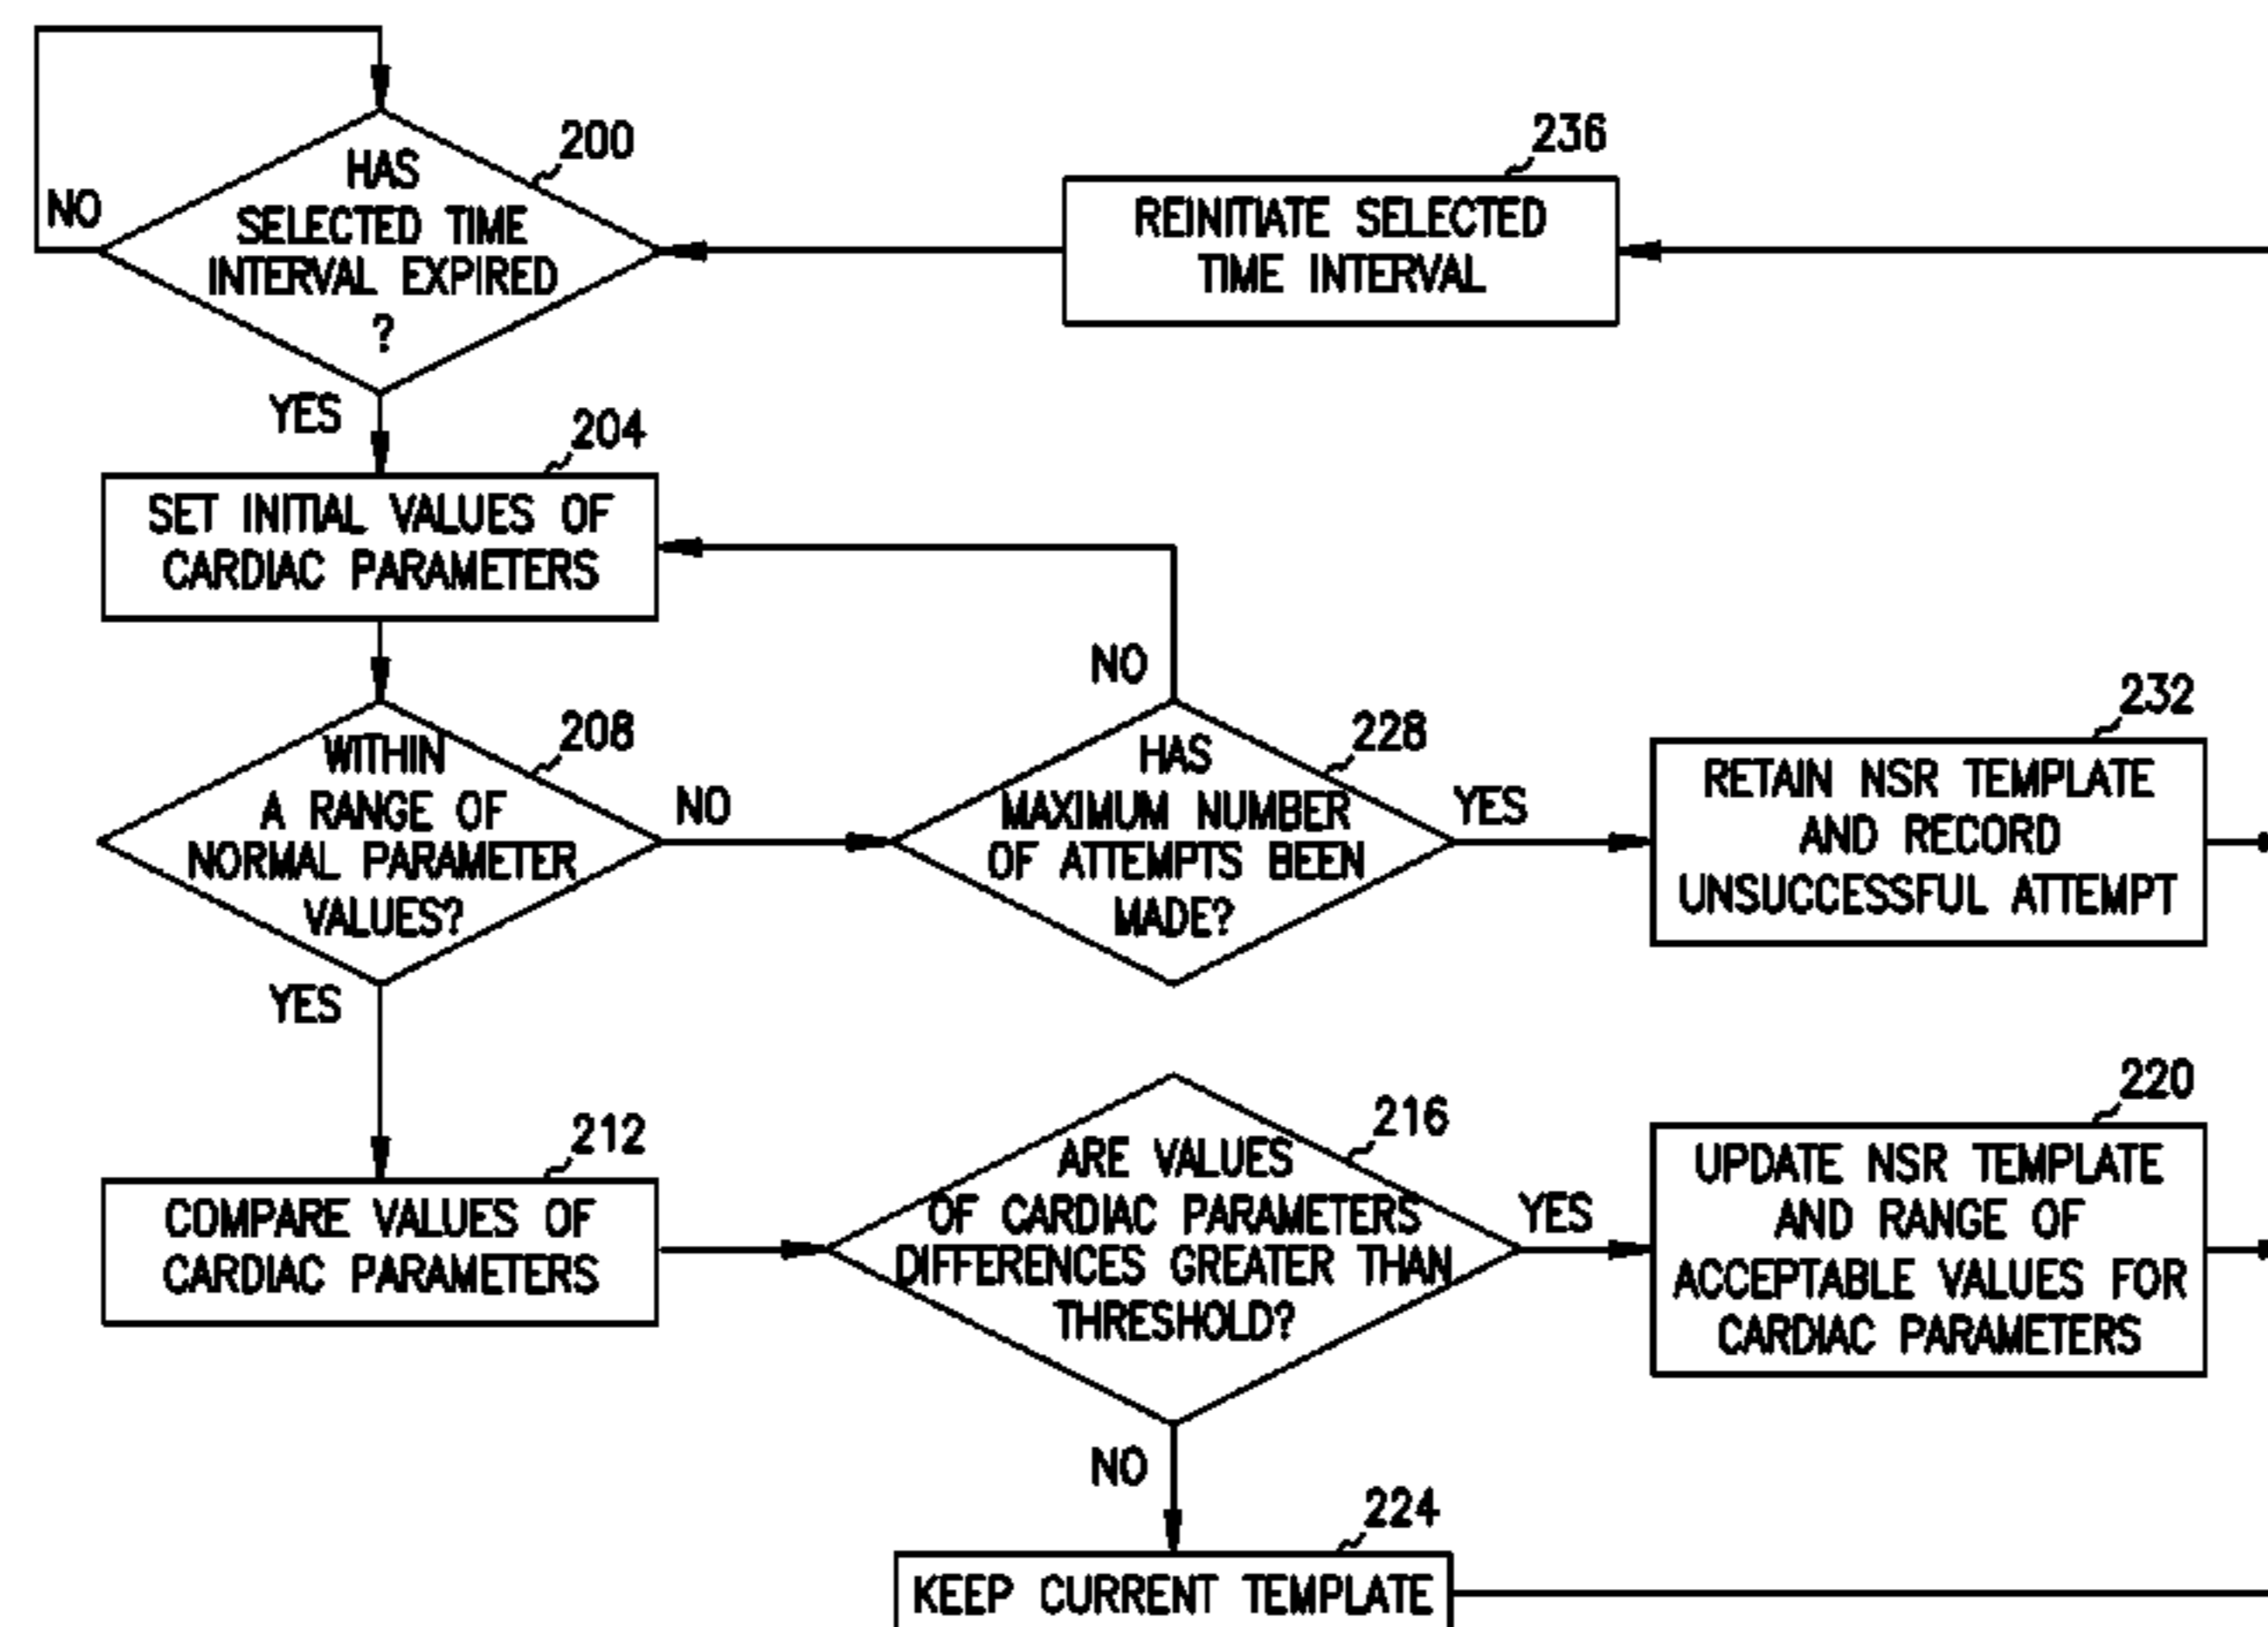 200
HAS
SELECTED TIME
INTERVAL EXPIRED
?
NO
YES
236
REINITIATE SELECTED
TIME INTERVAL
204
SET INITIAL VALUES OF
CARDIAC PARAMETERS
208
WITHIN
A RANGE OF
NORMAL PARAMETER
VALUES?
NO
YES
228
HAS
MAXIMUM NUMBER
OF ATTEMPTS BEEN
MADE?
NO
YES
232
RETAIN NSR TEMPLATE
AND RECORD
UNSUCCESSFUL ATTEMPT
212
COMPARE VALUES OF
CARDIAC PARAMETERS
216
ARE VALUES
OF CARDIAC PARAMETERS
DIFFERENCES GREATER THAN
THRESHOLD?
YES
NO
220
UPDATE NSR TEMPLATE
AND RANGE OF
ACCEPTABLE VALUES FOR
CARDIAC PARAMETERS
224
KEEP CURRENT TEMPLATE